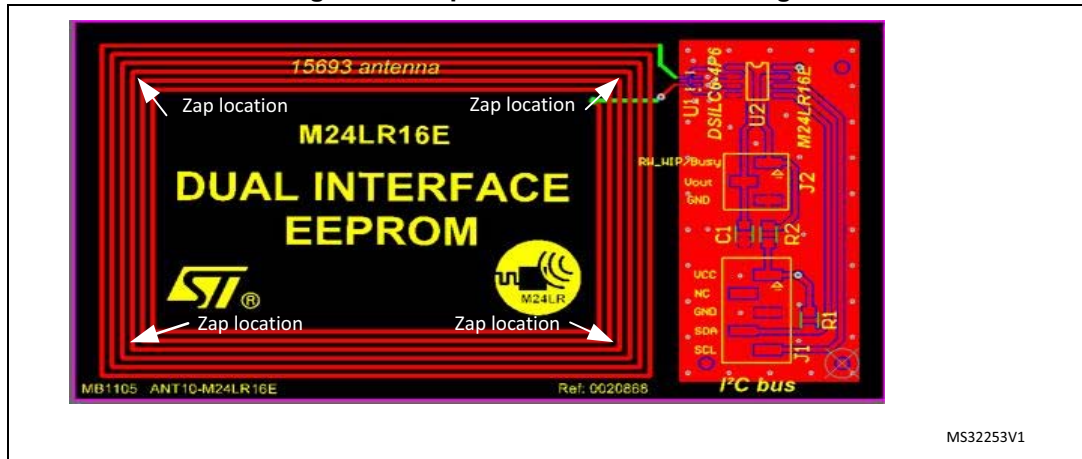 15693 antenna
Zap location
Zap location
M24LR16E
DUAL INTERFACE
EEPROM
ST®
M24LR
Zap location
Zap location
MB1105 ANT10-M24LR16E
Ref: 0020868
U1
DSILC6-4P6
U2
M24LR16E
RW_WIP/Busy
Vout
GND
J2
C1
R2
VCC
NC
GND
SDA
SCL
R1
J1
I²C bus
MS32253V1